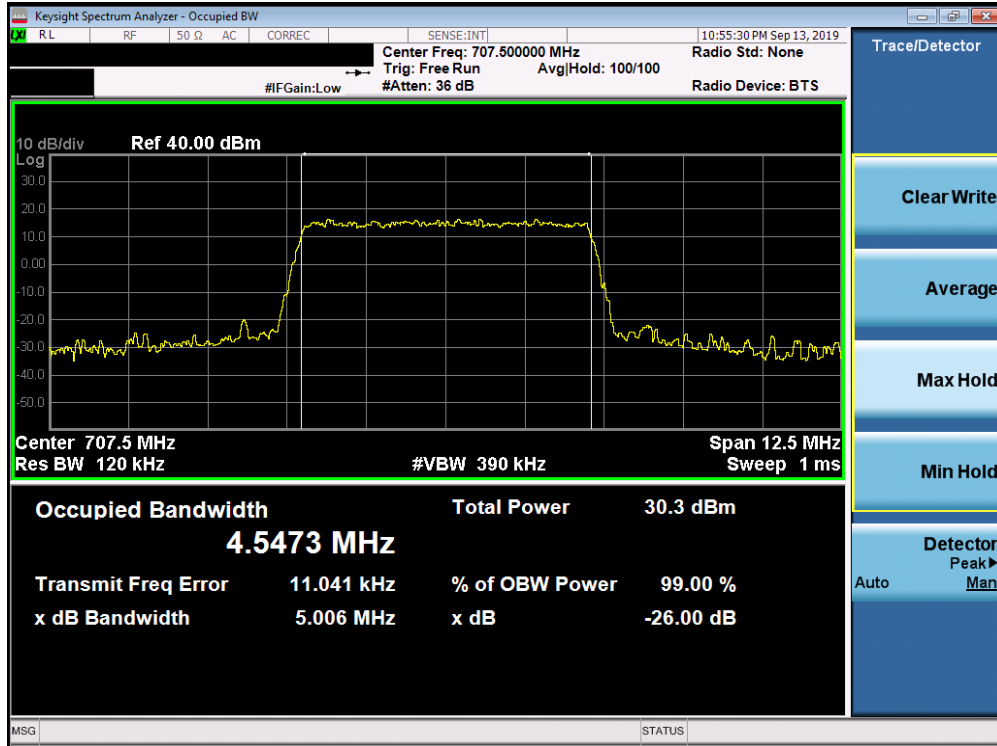 Keysight Spectrum Analyzer - Occupied BW
LXI RL RF 50 Ω AC CORREC SENSE:INT 10:55:30 PM Sep 13, 2019
Center Freq: 707.500000 MHz Radio Std: None
Trig: Free Run Avg|Hold: 100/100
#IFGain:Low #Atten: 36 dB Radio Device: BTS
Trace/Detector
10 dB/div Ref 40.00 dBm
Log
30.0
20.0
10.0
0.00
-10.0
-20.0
-30.0
-40.0
-50.0
Center 707.5 MHz Span 12.5 MHz
Res BW 120 kHz #VBW 390 kHz Sweep 1 ms
Clear Write
Average
Max Hold
Min Hold
Detector
Peak▶
Auto Man
Occupied Bandwidth Total Power 30.3 dBm
4.5473 MHz
Transmit Freq Error 11.041 kHz % of OBW Power 99.00 %
x dB Bandwidth 5.006 MHz x dB -26.00 dB
MSG STATUS